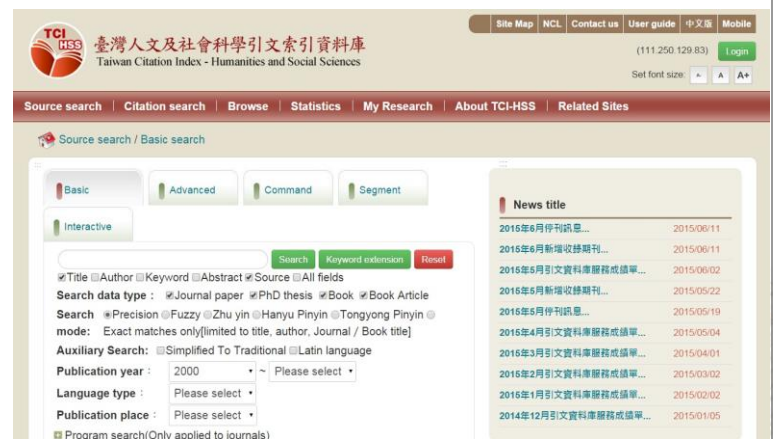 Site Map NCL Contact us User guide 中文版 Mobile
TCI
HSS
臺灣人文及社會科學引文索引資料庫
Taiwan Citation Index - Humanities and Social Sciences
(111.250.129.83) Login
Set font size: A A+
Source search | Citation search | Browse | Statistics | My Research | About TCI-HSS | Related Sites
Source search / Basic search
Basic Advanced Command Segment
Interactive
Search Keyword extension Reset
Title Author Keyword Abstract Source All fields
Search data type : Journal paper PhD thesis Book Book Article
Search Precision Fuzzy Zhu yin Hanyu Pinyin Tongyong Pinyin
mode: Exact matches only[limited to title, author, Journal / Book title]
Auxiliary Search: Simplified To Traditional Latin language
Publication year : 2000 ~ Please select
Language type : Please select
Publication place : Please select
Program search(Only applied to journals)
News title
2015年6月停刊訊息... 2015/06/11
2015年6月新增收錄期刊... 2015/06/11
2015年5月引文資料庫服務成績單... 2015/06/02
2015年5月新增收錄期刊... 2015/05/22
2015年5月停刊訊息... 2015/05/19
2015年4月引文資料庫服務成績單... 2015/05/04
2015年3月引文資料庫服務成績單... 2015/04/01
2015年2月引文資料庫服務成績單... 2015/03/02
2015年1月引文資料庫服務成績單... 2015/02/02
2014年12月引文資料庫服務成績單... 2015/01/05